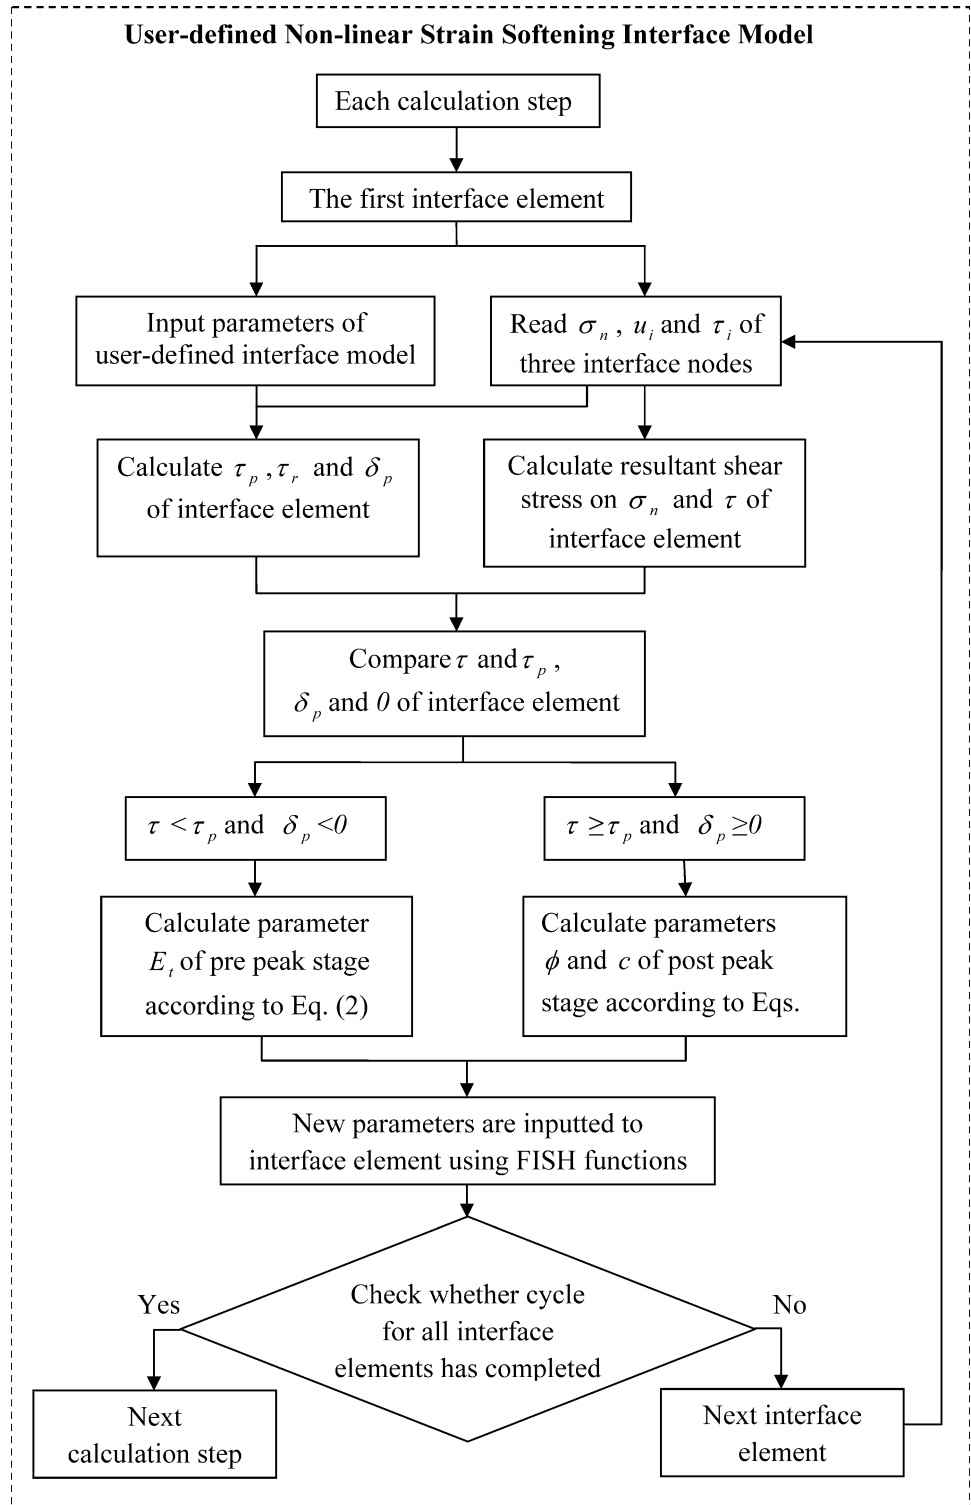 User-defined Non-linear Strain Softening Interface Model
Each calculation step
The first interface element
Input parameters of
user-defined interface model
Read σn , ui and τi of
three interface nodes
Calculate τp ,τr and δp
of interface element
Calculate resultant shear
stress on σn and τ of
interface element
Compare τ and τp ,
δp and 0 of interface element
τ < τp and δp <0
τ ≥τp and δp ≥0
Calculate parameter
Et of pre peak stage
according to Eq. (2)
Calculate parameters
ϕ and c of post peak
stage according to Eqs.
New parameters are inputted to
interface element using FISH functions
Check whether cycle
for all interface
elements has completed
Yes
No
Next
calculation step
Next interface
element